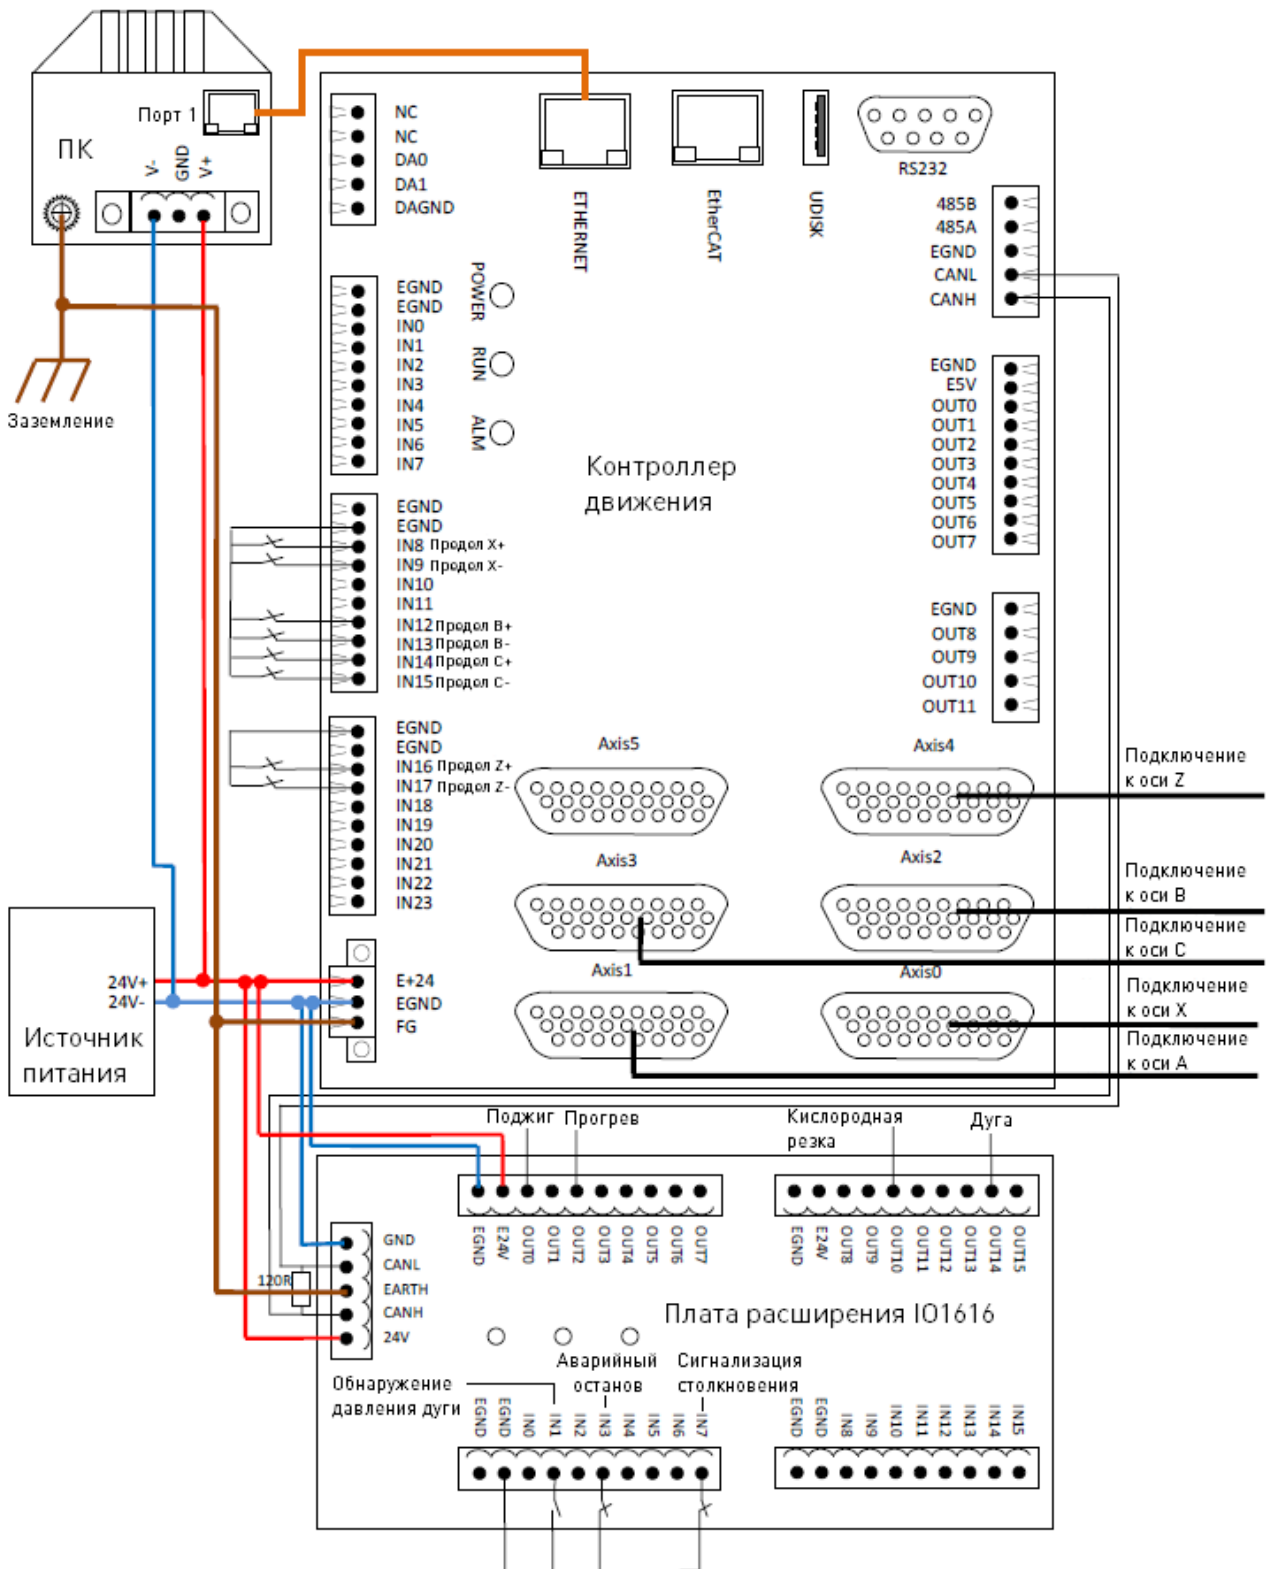 Порт 1
ПК
V-
GND
V+
Заземление
NC
NC
DA0
DA1
DAGND
ETHERNET
EtherCAT
UDISK
RS232
485B
485A
EGND
CANL
CANH
EGND
EGND
IN0
IN1
IN2
IN3
IN4
IN5
IN6
IN7
POWER
RUN
ALM
Контроллер
движения
EGND
E5V
OUT0
OUT1
OUT2
OUT3
OUT4
OUT5
OUT6
OUT7
EGND
EGND
IN8 Предел X+
IN9 Предел X-
IN10
IN11
IN12 Предел B+
IN13 Предел B-
IN14 Предел C+
IN15 Предел C-
EGND
OUT8
OUT9
OUT10
OUT11
EGND
EGND
IN16 Предел Z+
IN17 Предел Z-
IN18
IN19
IN20
IN21
IN22
IN23
Axis5
Axis4
Axis3
Axis2
Axis1
Axis0
Подключение
к оси Z
Подключение
к оси B
Подключение
к оси C
Подключение
к оси X
Подключение
к оси A
24V+
24V-
Источник
питания
E+24
EGND
FG
Поджиг
Прогрев
Кислородная
резка
Дуга
EGND
E24V
OUT0
OUT1
OUT2
OUT3
OUT4
OUT5
OUT6
OUT7
EGND
E24V
OUT8
OUT9
OUT10
OUT11
OUT12
OUT13
OUT14
OUT15
GND
CANL
EARTH
CANH
24V
120R
Плата расширения IO1616
Обнаружение
давления дуги
Аварийный
останов
Сигнализация
столкновения
EGND
EGND
IN0
IN1
IN2
IN3
IN4
IN5
IN6
IN7
EGND
EGND
IN8
IN9
IN10
IN11
IN12
IN13
IN14
IN15